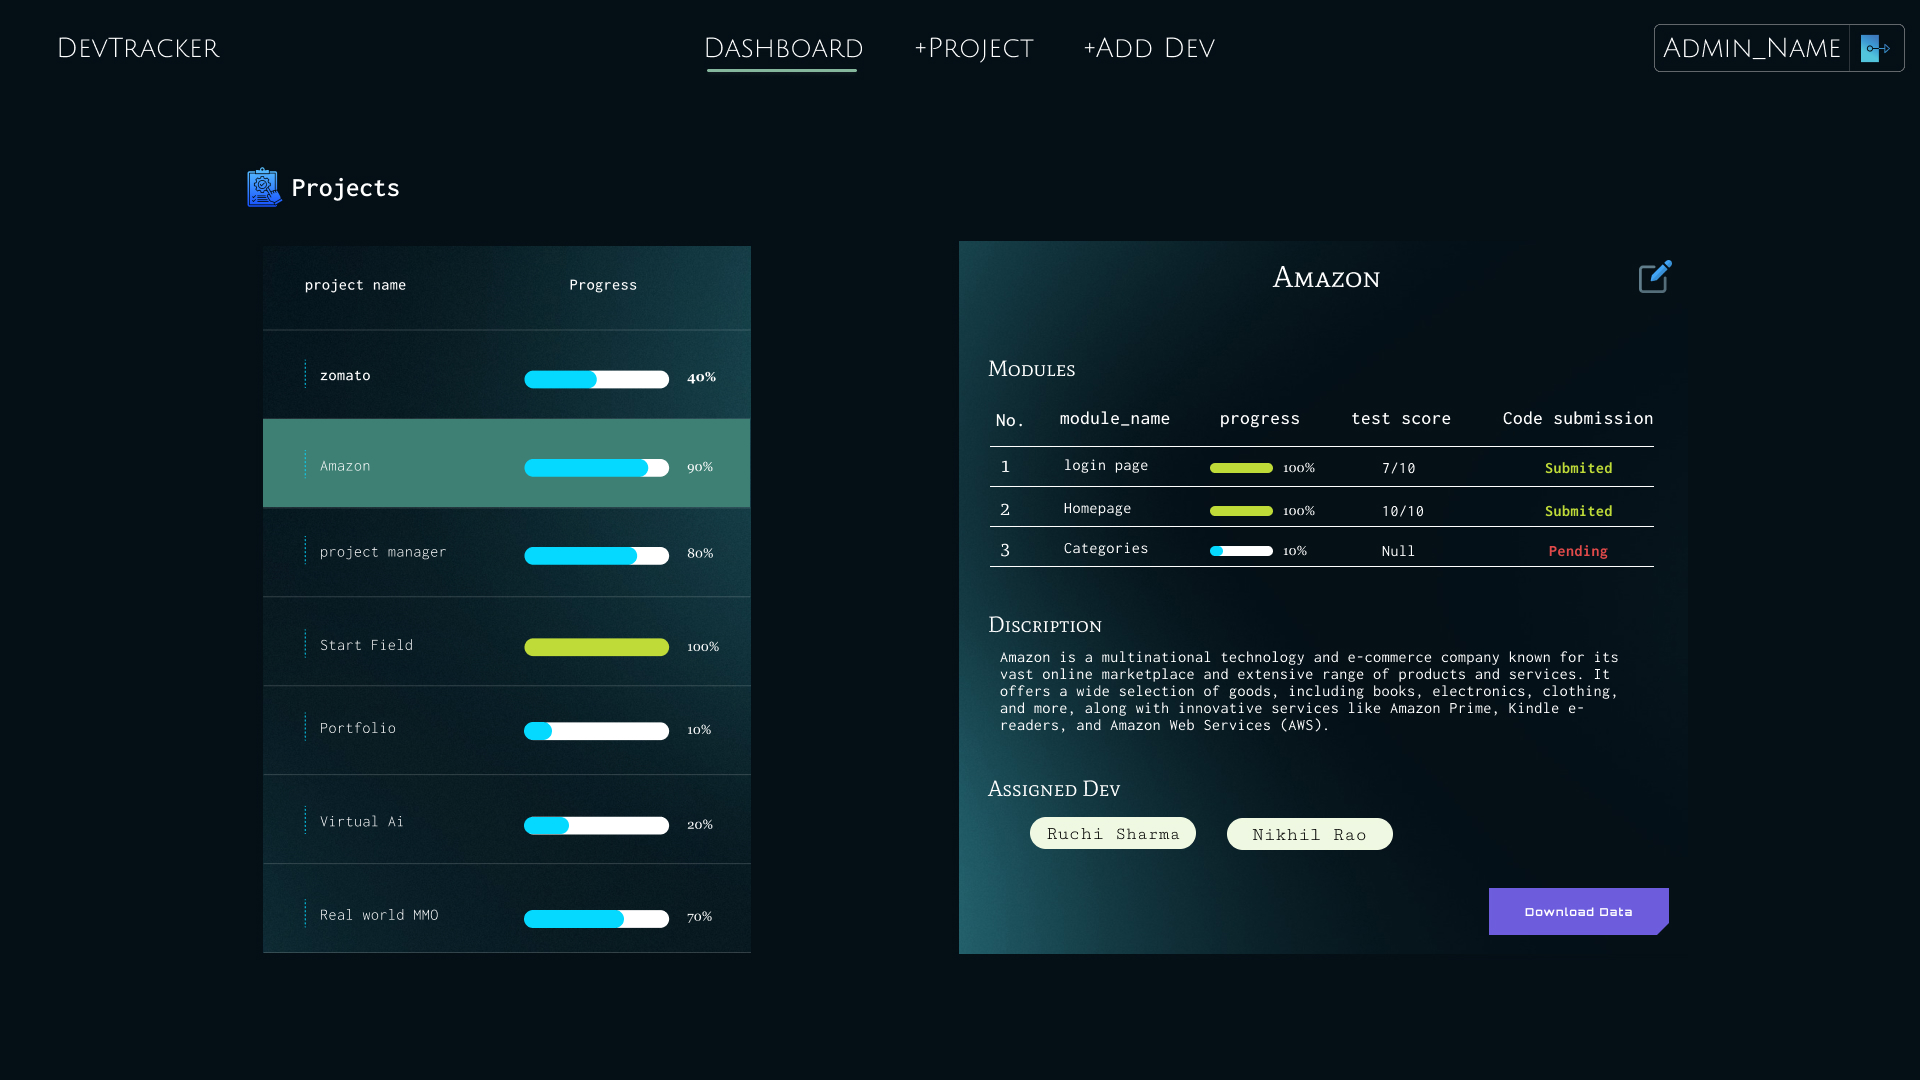 DevTracker
Dashboard +Project +Add Dev
Admin_Name
Projects
project name Progress
zomato 40%
Amazon 90%
project manager 80%
Start Field 100%
Portfolio 10%
Virtual Ai 20%
Real world MMO 70%
Amazon
Modules
No. module_name progress test score Code submission
1 login page 100% 7/10 Submited
2 Homepage 100% 10/10 Submited
3 Categories 10% Null Pending
Discription
Amazon is a multinational technology and e-commerce company known for its
vast online marketplace and extensive range of products and services. It
offers a wide selection of goods, including books, electronics, clothing,
and more, along with innovative services like Amazon Prime, Kindle e-
readers, and Amazon Web Services (AWS).
Assigned Dev
Ruchi Sharma Nikhil Rao
Download Data